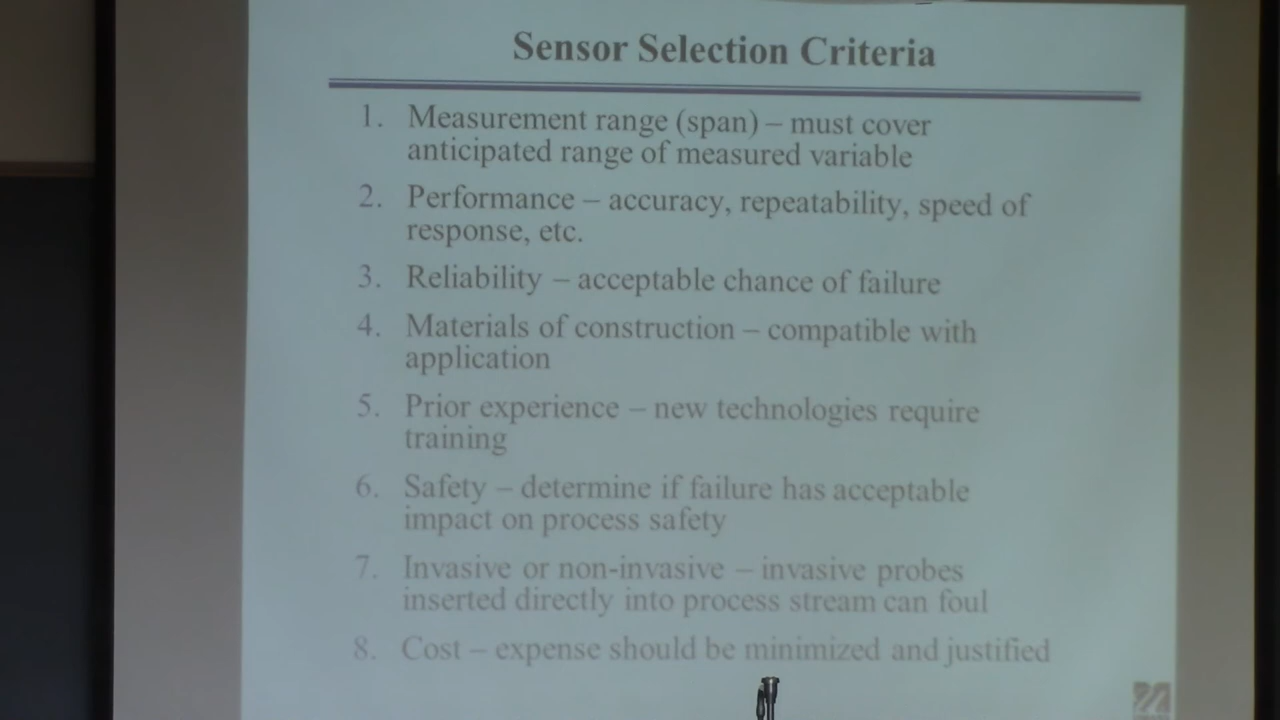 Sensor Selection Criteria
1. Measurement range (span) – must cover
anticipated range of measured variable
2. Performance – accuracy, repeatability, speed of
response, etc.
3. Reliability – acceptable chance of failure
4. Materials of construction – compatible with
application
5. Prior experience – new technologies require
training
6. Safety – determine if failure has acceptable
impact on process safety
7. Invasive or non-invasive – invasive probes
inserted directly into process stream can foul
8. Cost – expense should be minimized and justified